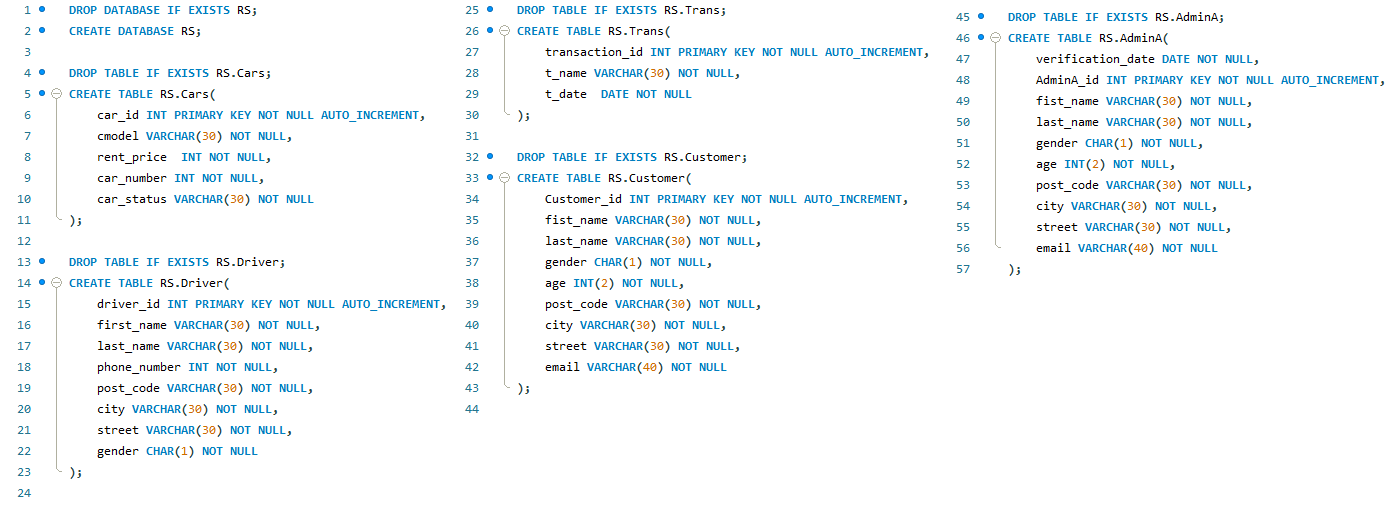 1 DROP DATABASE IF EXISTS RS;
2 CREATE DATABASE RS;
3
4 DROP TABLE IF EXISTS RS.Cars;
5 CREATE TABLE RS.Cars(
6 car_id INT PRIMARY KEY NOT NULL AUTO_INCREMENT,
7 cmodel VARCHAR(30) NOT NULL,
8 rent_price  INT NOT NULL,
9 car_number INT NOT NULL,
10 car_status VARCHAR(30) NOT NULL
11 );
12
13 DROP TABLE IF EXISTS RS.Driver;
14 CREATE TABLE RS.Driver(
15 driver_id INT PRIMARY KEY NOT NULL AUTO_INCREMENT,
16 first_name VARCHAR(30) NOT NULL,
17 last_name VARCHAR(30) NOT NULL,
18 phone_number INT NOT NULL,
19 post_code VARCHAR(30) NOT NULL,
20 city VARCHAR(30) NOT NULL,
21 street VARCHAR(30) NOT NULL,
22 gender CHAR(1) NOT NULL
23 );
24
25 DROP TABLE IF EXISTS RS.Trans;
26 CREATE TABLE RS.Trans(
27 transaction_id INT PRIMARY KEY NOT NULL AUTO_INCREMENT,
28 t_name VARCHAR(30) NOT NULL,
29 t_date  DATE NOT NULL
30 );
31
32 DROP TABLE IF EXISTS RS.Customer;
33 CREATE TABLE RS.Customer(
34 Customer_id INT PRIMARY KEY NOT NULL AUTO_INCREMENT,
35 fist_name VARCHAR(30) NOT NULL,
36 last_name VARCHAR(30) NOT NULL,
37 gender CHAR(1) NOT NULL,
38 age INT(2) NOT NULL,
39 post_code VARCHAR(30) NOT NULL,
40 city VARCHAR(30) NOT NULL,
41 street VARCHAR(30) NOT NULL,
42 email VARCHAR(40) NOT NULL
43 );
44
45 DROP TABLE IF EXISTS RS.AdminA;
46 CREATE TABLE RS.AdminA(
47 verification_date DATE NOT NULL,
48 AdminA_id INT PRIMARY KEY NOT NULL AUTO_INCREMENT,
49 fist_name VARCHAR(30) NOT NULL,
50 last_name VARCHAR(30) NOT NULL,
51 gender CHAR(1) NOT NULL,
52 age INT(2) NOT NULL,
53 post_code VARCHAR(30) NOT NULL,
54 city VARCHAR(30) NOT NULL,
55 street VARCHAR(30) NOT NULL,
56 email VARCHAR(40) NOT NULL
57 );